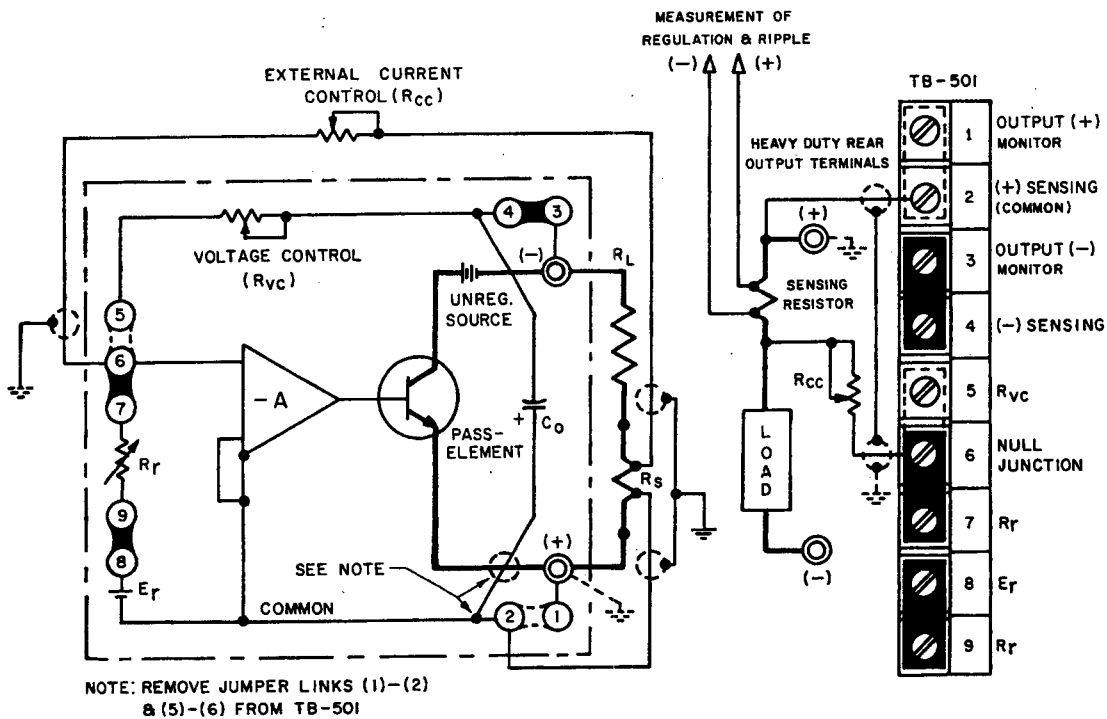 MEASUREMENT OF
REGULATION & RIPPLE
(-) (+)
TB-501
EXTERNAL CURRENT
CONTROL (RCC)
HEAVY DUTY REAR
OUTPUT TERMINALS
1 OUTPUT (+)
MONITOR
2 (+) SENSING
(COMMON)
3 OUTPUT (-)
MONITOR
4 (-) SENSING
5 RVC
6 NULL
JUNCTION
7 Rr
8 Er
9 Rr
4 3
VOLTAGE CONTROL
(RVC)
(-)
RL
UNREG.
SOURCE
5
6
7
-A
+ CO
PASS-
ELEMENT
Rr
RS
9
8
Er
SEE NOTE
(+)
COMMON
2 1
(+)
SENSING
RESISTOR
RCC
LOAD
(-)
NOTE: REMOVE JUMPER LINKS (1)-(2)
& (5)-(6) FROM TB-501